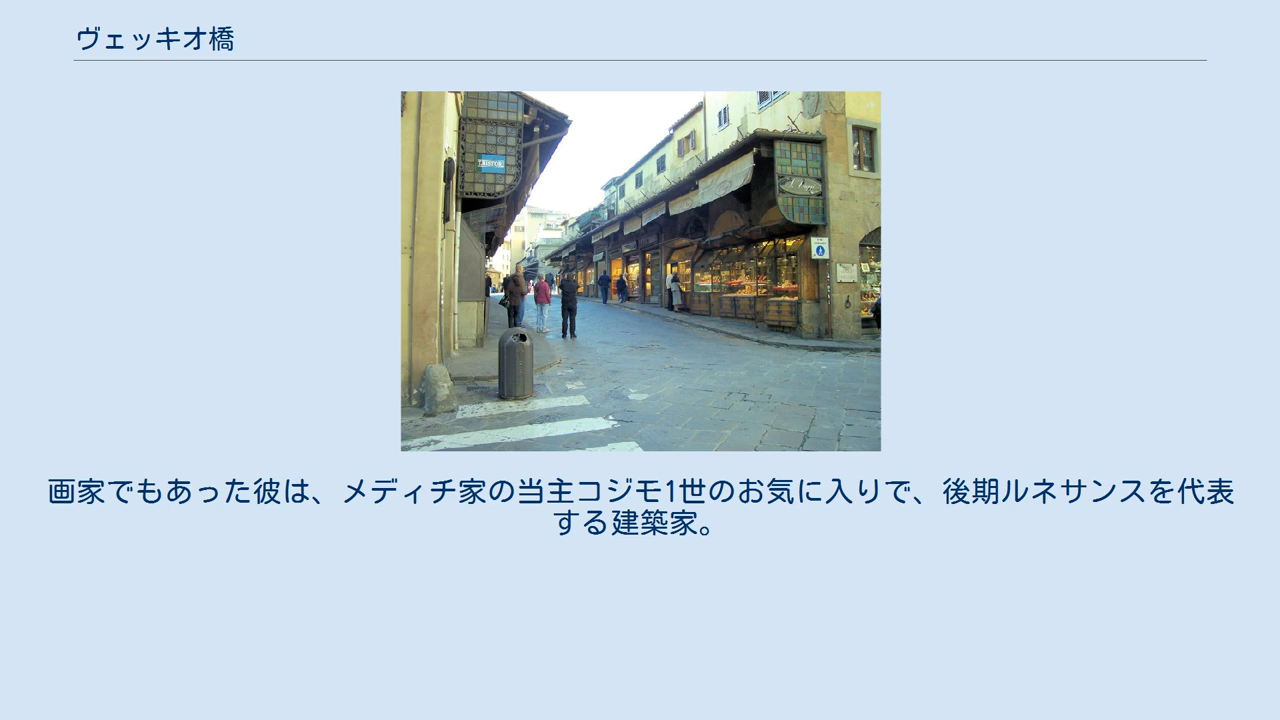 ヴェッキオ橋
画家でもあった彼は、メディチ家の当主コジモ1世のお気に入りで、後期ルネサンスを代表
する建築家。